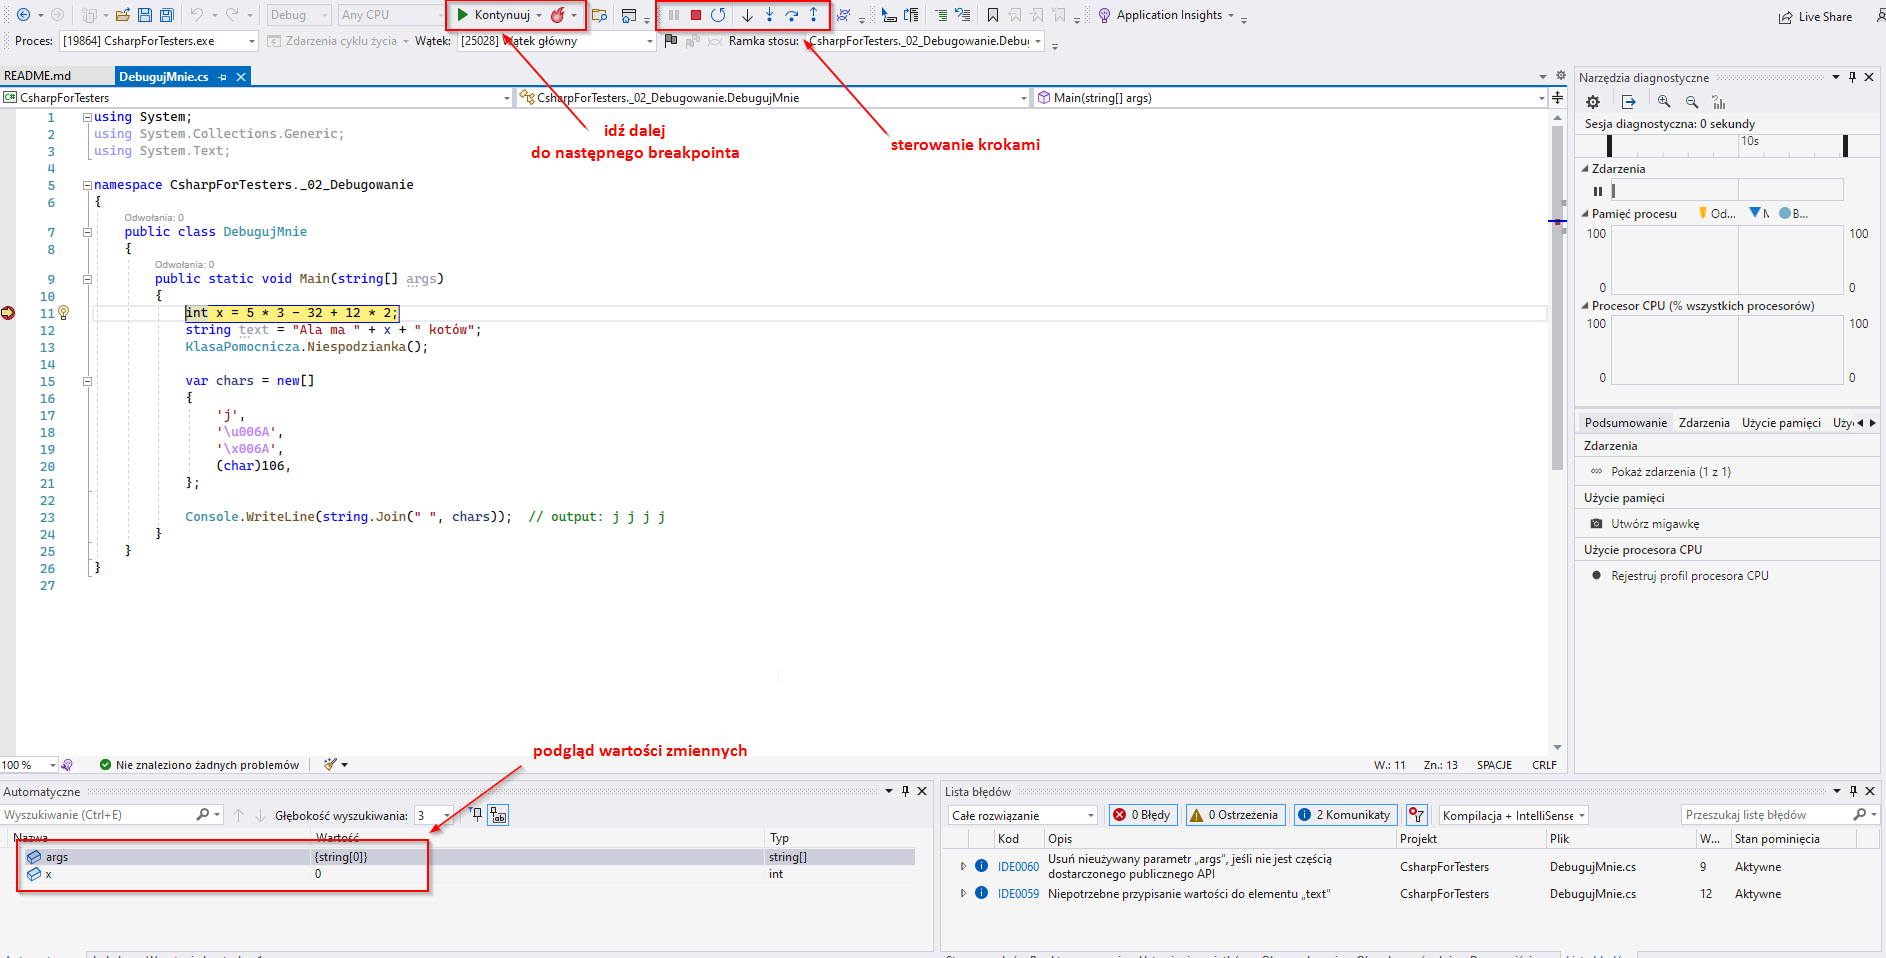 Debug
Any CPU
Kontynuuj
Application Insights
Live Share
Proces: [19864] CsharpForTesters.exe
Zdarzenia cyklu życia
Wątek: [25028] Wątek główny
Ramka stosu: CsharpForTesters._02_Debugowanie.Debu
README.md
DebugujMnie.cs
C# CsharpForTesters
CsharpForTesters._02_Debugowanie.DebugujMnie
Main(string[] args)
idź dalej
do następnego breakpointa
sterowanie krokami
1 using System;
2 using System.Collections.Generic;
3 using System.Text;
4
5 namespace CsharpForTesters._02_Debugowanie
6 {
Odwołania: 0
7 public class DebugujMnie
8 {
Odwołania: 0
9 public static void Main(string[] args)
10 {
11 int x = 5 * 3 - 32 + 12 * 2;
12 string text = "Ala ma " + x + " kotów";
13 KlasaPomocnicza.Niespodzianka();
14
15 var chars = new[]
16 {
17 'j',
18 '\u006A',
19 '\x006A',
20 (char)106,
21 };
22
23 Console.WriteLine(string.Join(" ", chars));  // output: j j j j
24 }
25 }
26 }
27
podgląd wartości zmiennych
100 %
Nie znaleziono żadnych problemów
W.: 11
Zn.: 13
SPACJE
CRLF
Narzędzia diagnostyczne
Sesja diagnostyczna: 0 sekundy
10s
Zdarzenia
Pamięć procesu
Od...
B...
100
100
0
0
Procesor CPU (% wszystkich procesorów)
100
100
0
0
Podsumowanie
Zdarzenia
Użycie pamięci
Uży
Zdarzenia
Pokaż zdarzenia (1 z 1)
Użycie pamięci
Utwórz migawkę
Użycie procesora CPU
Rejestruj profil procesora CPU
Automatyczne
Wyszukiwanie (Ctrl+E)
Głębokość wyszukiwania: 3
Nazwa
Wartość
Typ
args
{string[0]}
string[]
x
0
int
Lista błędów
Całe rozwiązanie
0 Błędy
0 Ostrzeżenia
2 Komunikaty
Kompilacja + IntelliSense
Przeszukaj listę błędów
Kod
Opis
Projekt
Plik
W...
Stan pominięcia
IDE0060
Usuń nieużywany parametr „args”, jeśli nie jest częścią
dostarczonego publicznego API
CsharpForTesters
DebugujMnie.cs
9
Aktywne
IDE0059
Niepotrzebne przypisanie wartości do elementu „text”
CsharpForTesters
DebugujMnie.cs
12
Aktywne